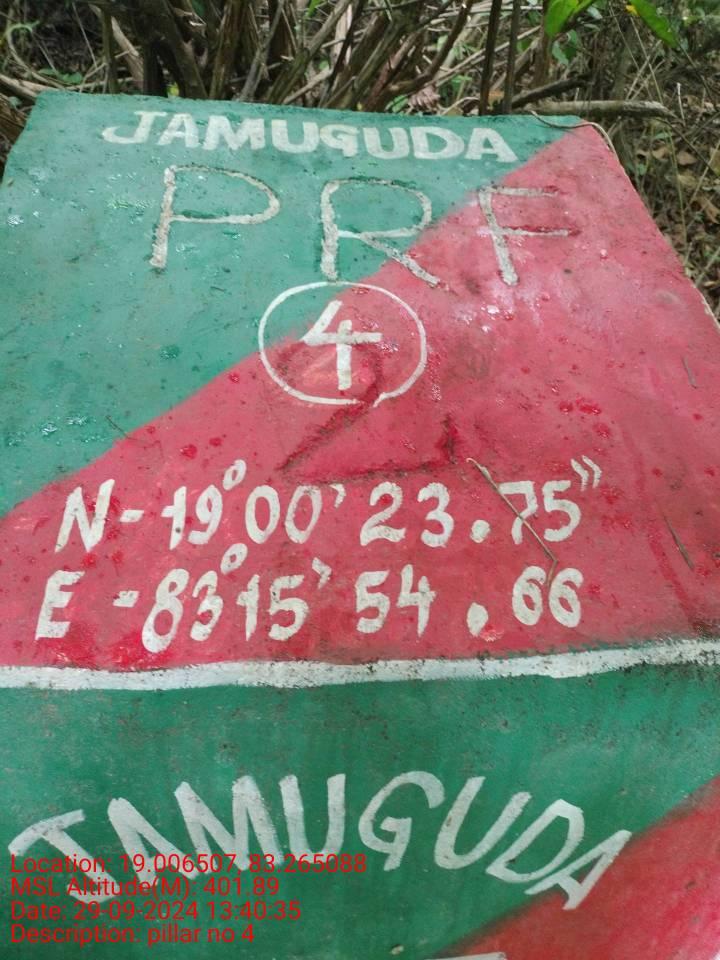 JAMUGUDA
PRF
4
2
N-19°00' 23.75"
E-83°15' 54.66
JAMUGUDA
Location: 19.006507, 83.265088
MSL Altitude(M): 401.89
Date: 29-09-2024 13:40:35
Description: pillar no 4